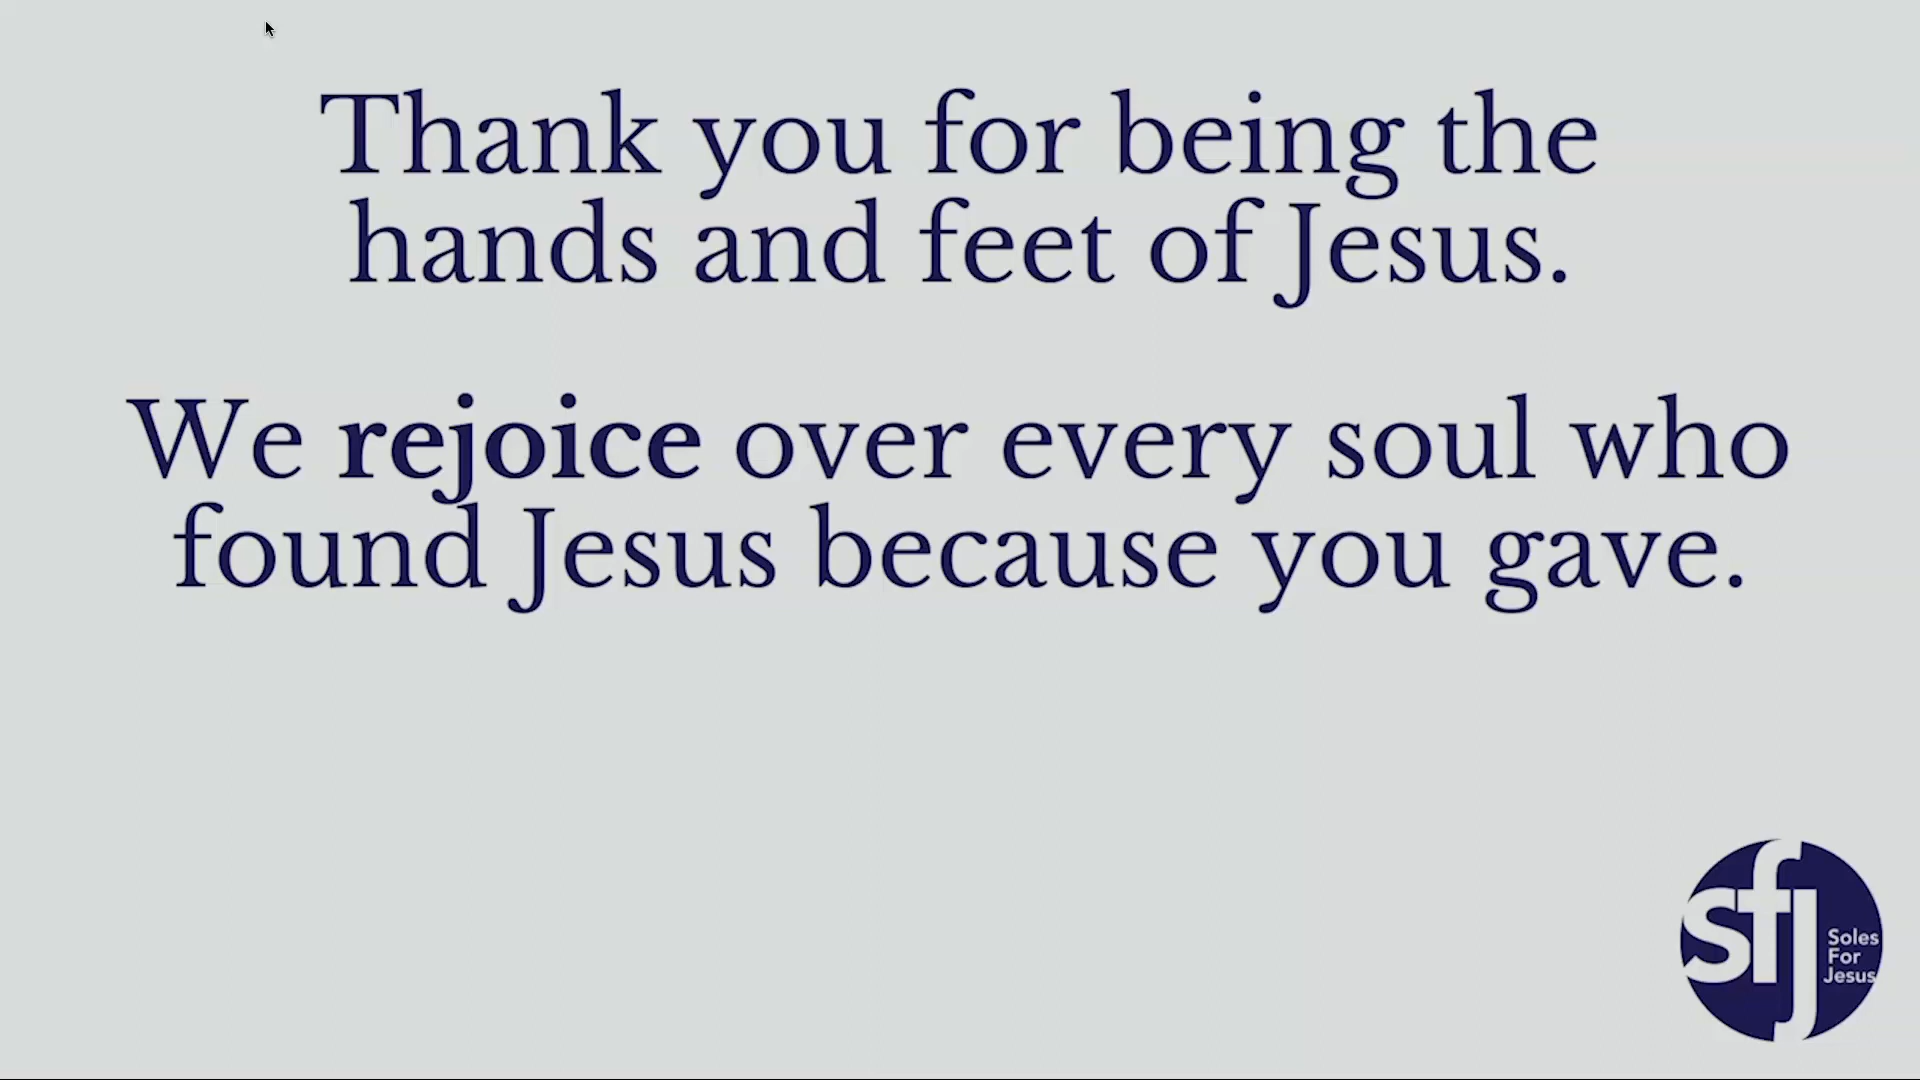 Thank you for being the
hands and feet of Jesus.
We rejoice over every soul who
found Jesus because you gave.
sfj
Soles
For
Jesus